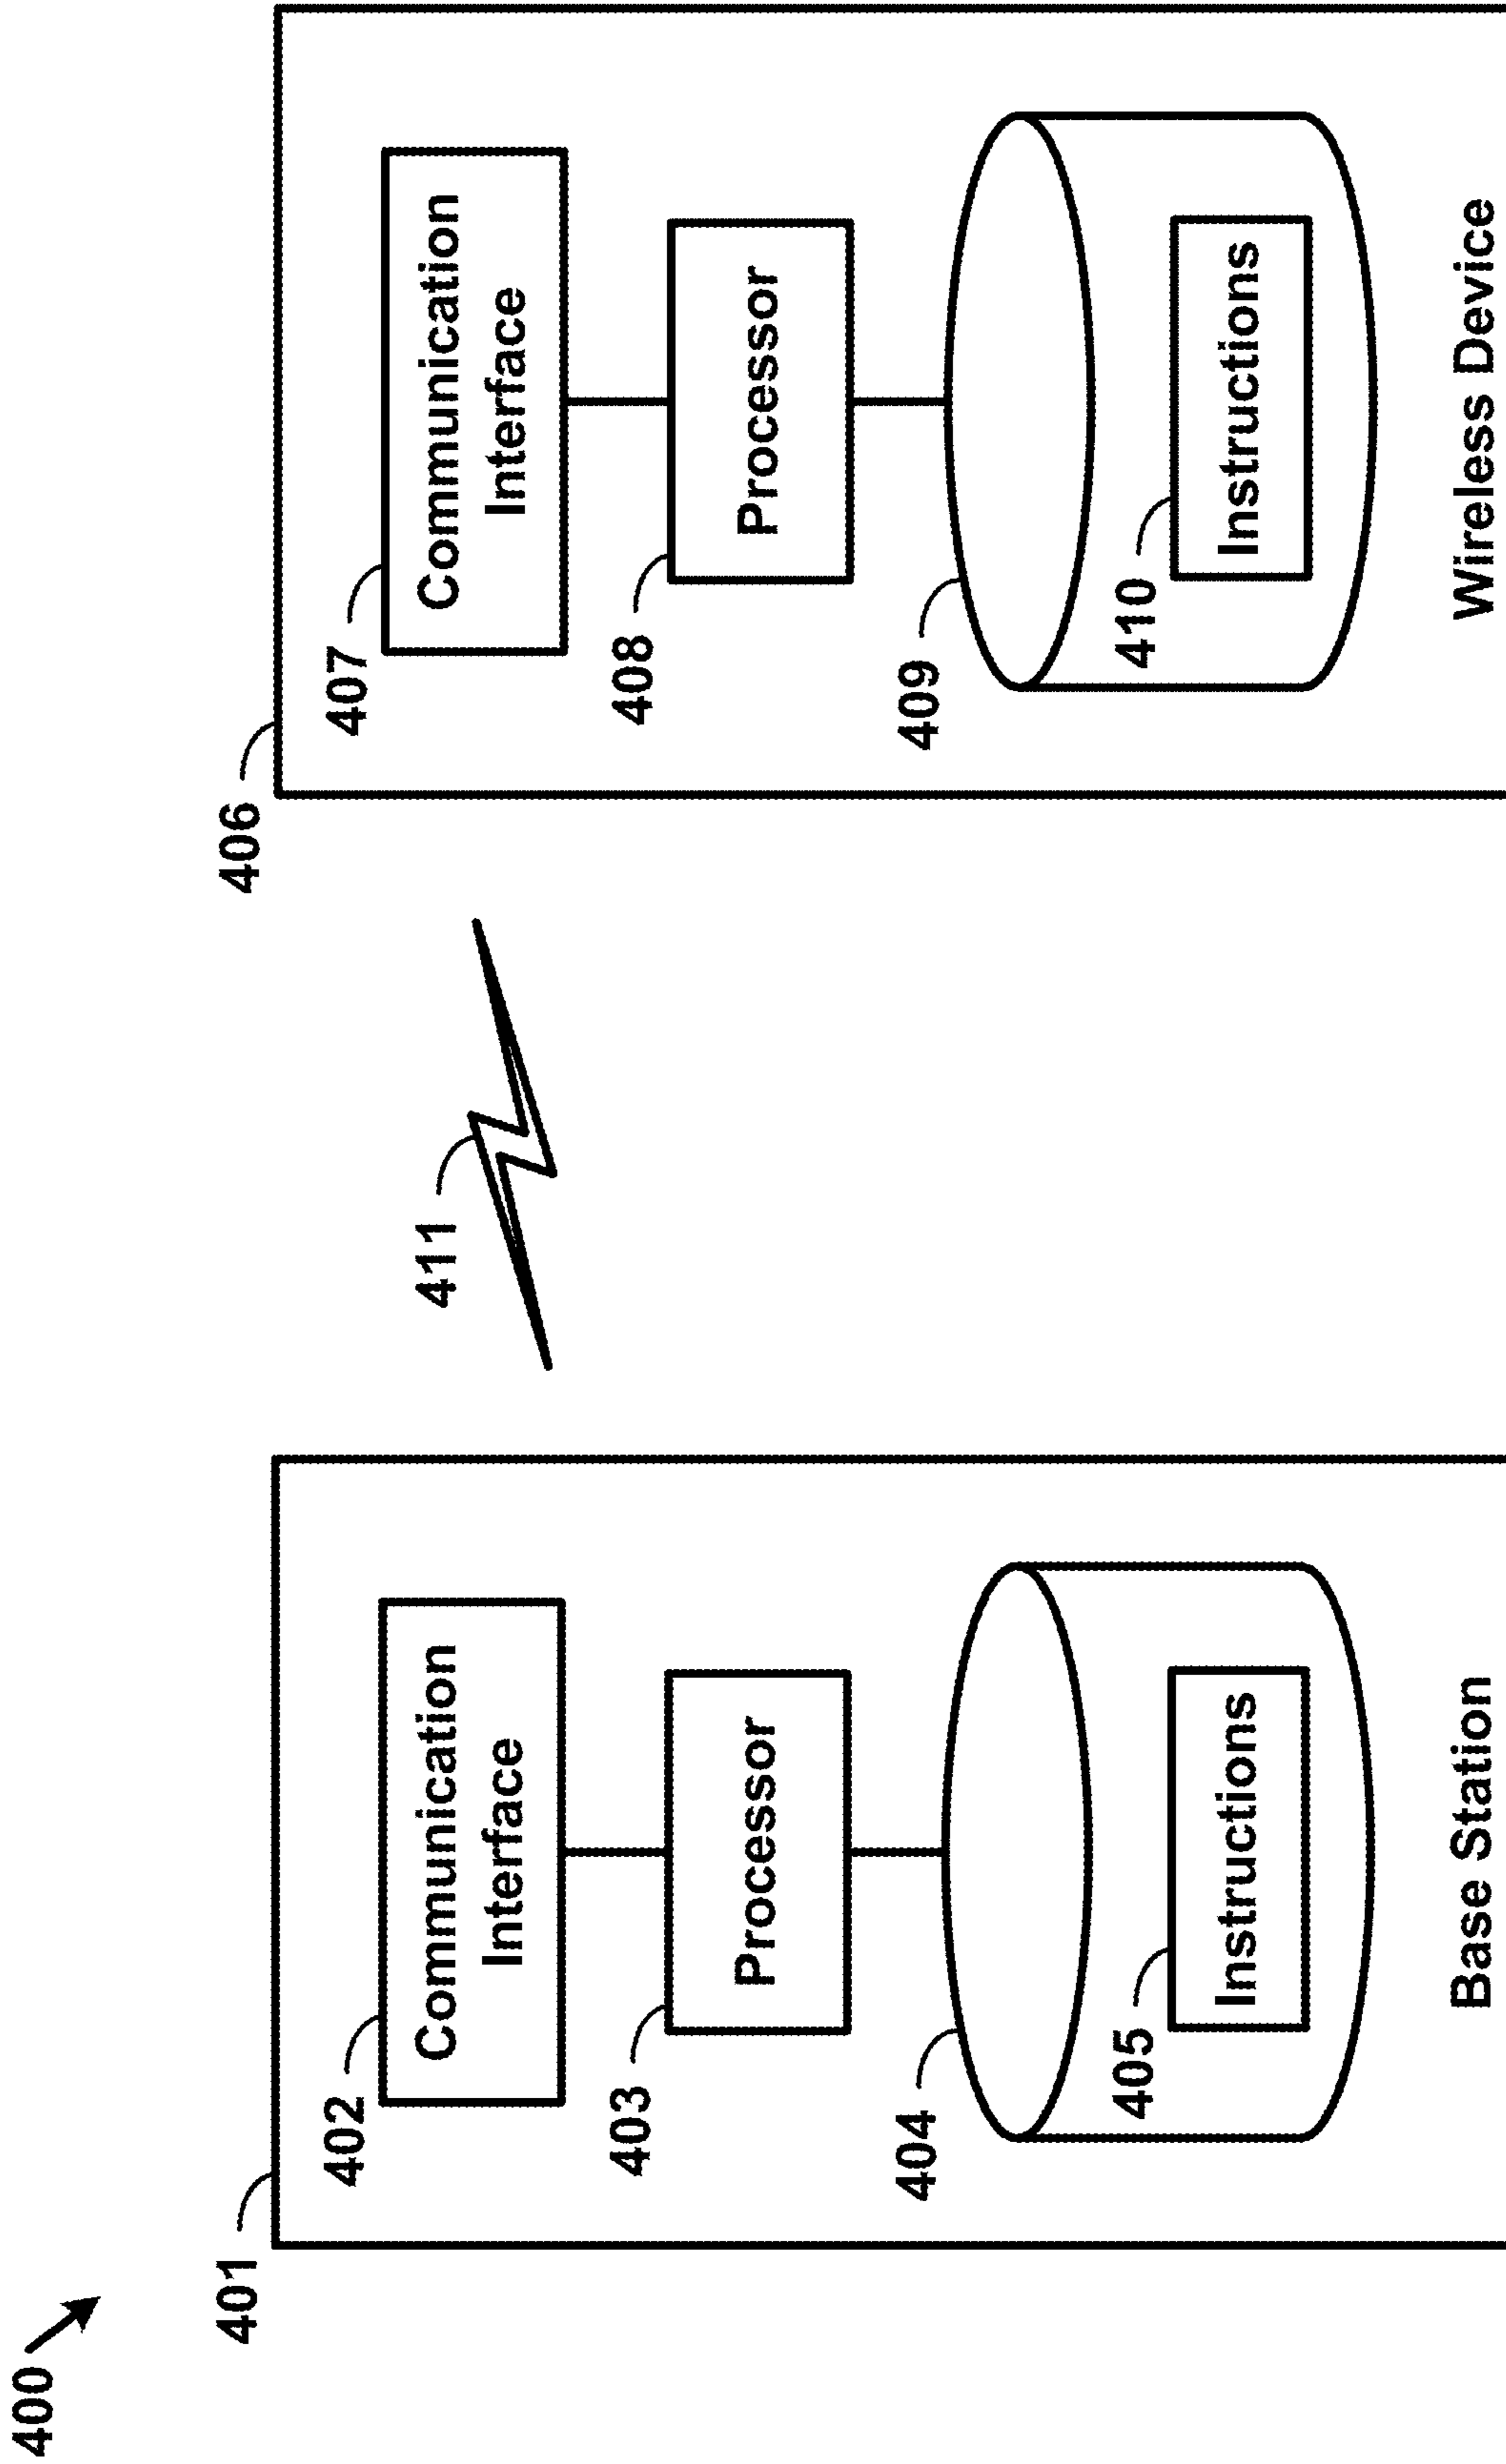 400
401
402
Communication
Interface
403
Processor
404
405
Instructions
Base Station
411
406
407
Communication
Interface
408
Processor
409
410
Instructions
Wireless Device